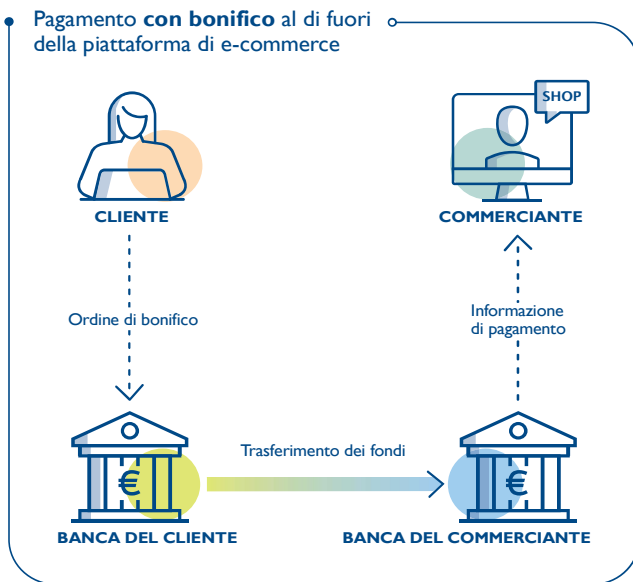 Pagamento con bonifico al di fuori
della piattaforma di e-commerce
SHOP
CLIENTE
COMMERCIANTE
Ordine di bonifico
Informazione
di pagamento
Trasferimento dei fondi
€
€
BANCA DEL CLIENTE
BANCA DEL COMMERCIANTE